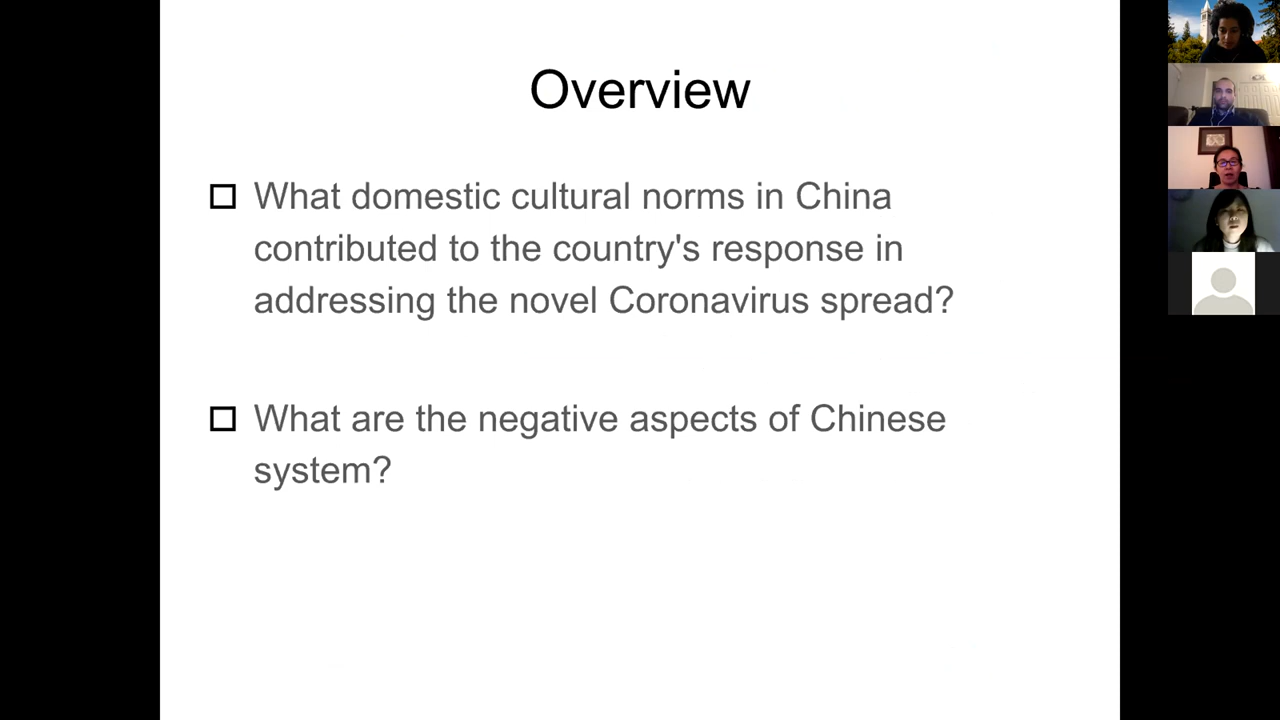 Overview
What domestic cultural norms in China
contributed to the country's response in
addressing the novel Coronavirus spread?
What are the negative aspects of Chinese
system?